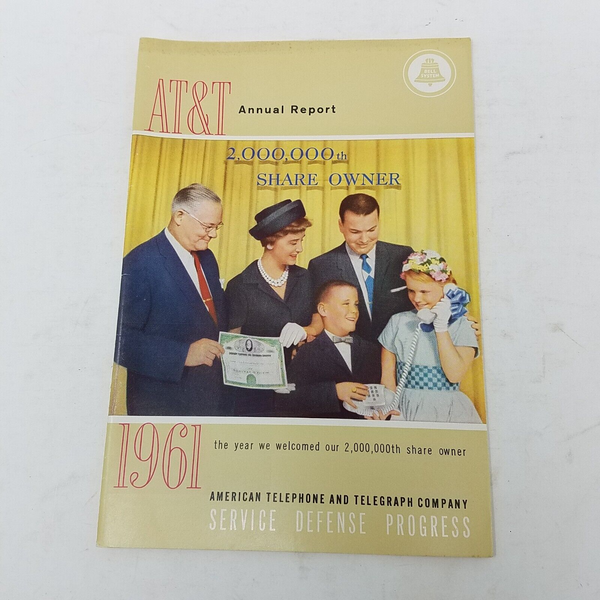 BELL
SYSTEM
AT&T Annual Report
2,000,000th
SHARE OWNER
1961 the year we welcomed our 2,000,000th share owner
AMERICAN TELEPHONE AND TELEGRAPH COMPANY
SERVICE DEFENSE PROGRESS